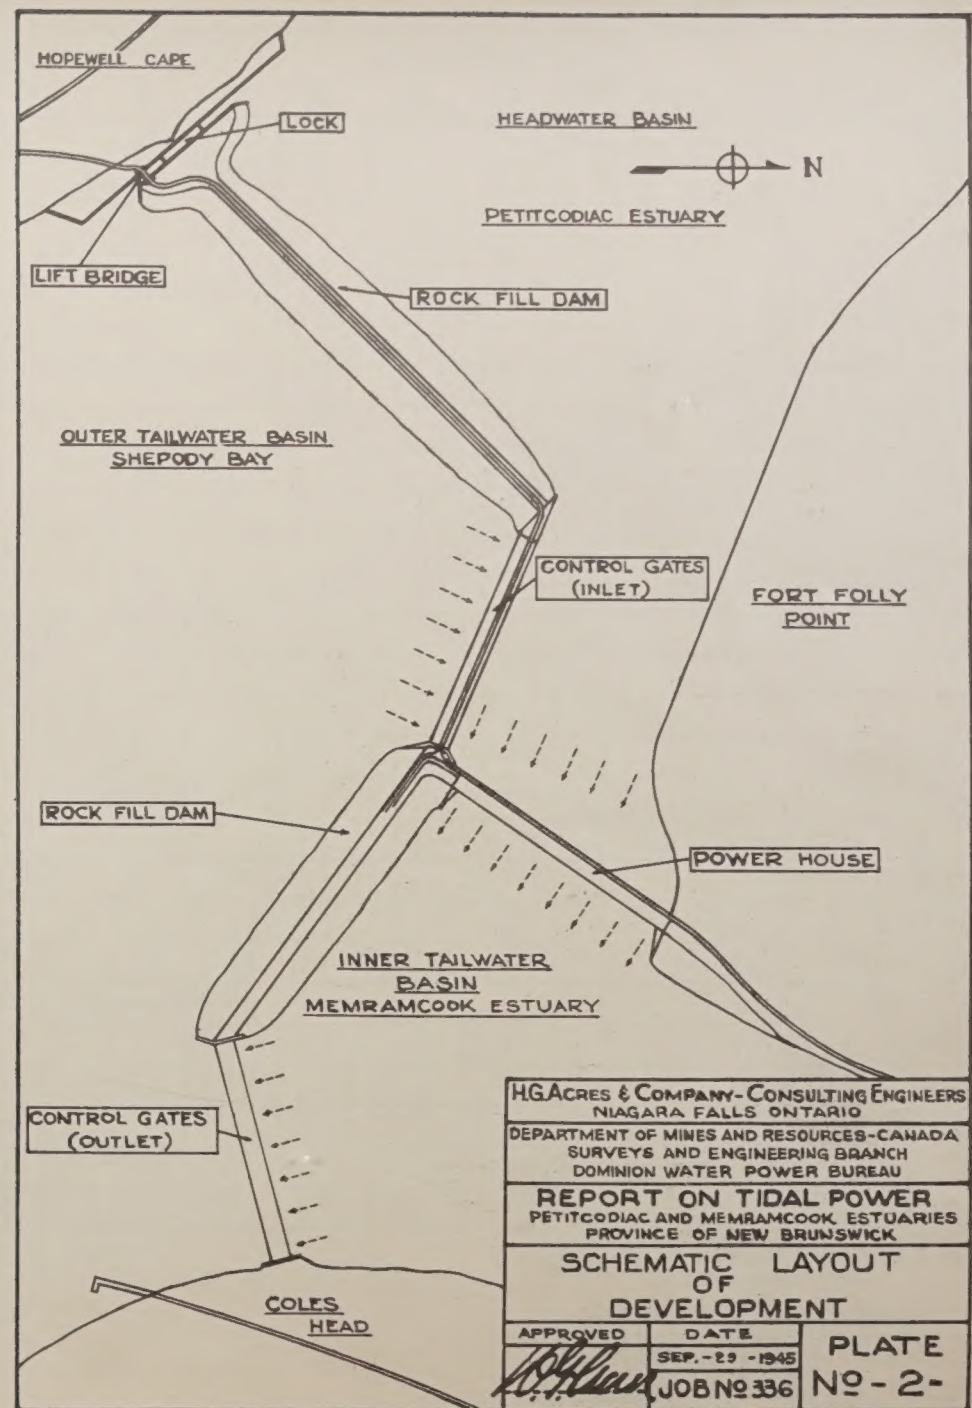 HOPEWELL CAPE
LOCK
HEADWATER BASIN
N
PETITCODIAC ESTUARY
LIFT BRIDGE
ROCK FILL DAM
OUTER TAILWATER BASIN
SHEPODY BAY
CONTROL GATES
(INLET)
FORT FOLLY
POINT
ROCK FILL DAM
POWER HOUSE
INNER TAILWATER
BASIN
MEMRAMCOOK ESTUARY
CONTROL GATES
(OUTLET)
COLES
HEAD
H.G. ACRES & COMPANY - CONSULTING ENGINEERS
NIAGARA FALLS ONTARIO
DEPARTMENT OF MINES AND RESOURCES - CANADA
SURVEYS AND ENGINEERING BRANCH
DOMINION WATER POWER BUREAU
REPORT ON TIDAL POWER
PETITCODIAC AND MEMRAMCOOK ESTUARIES
PROVINCE OF NEW BRUNSWICK
SCHEMATIC LAYOUT
OF
DEVELOPMENT
APPROVED
DATE
SEP. - 29 - 1945
JOB No 336
PLATE
No - 2 -